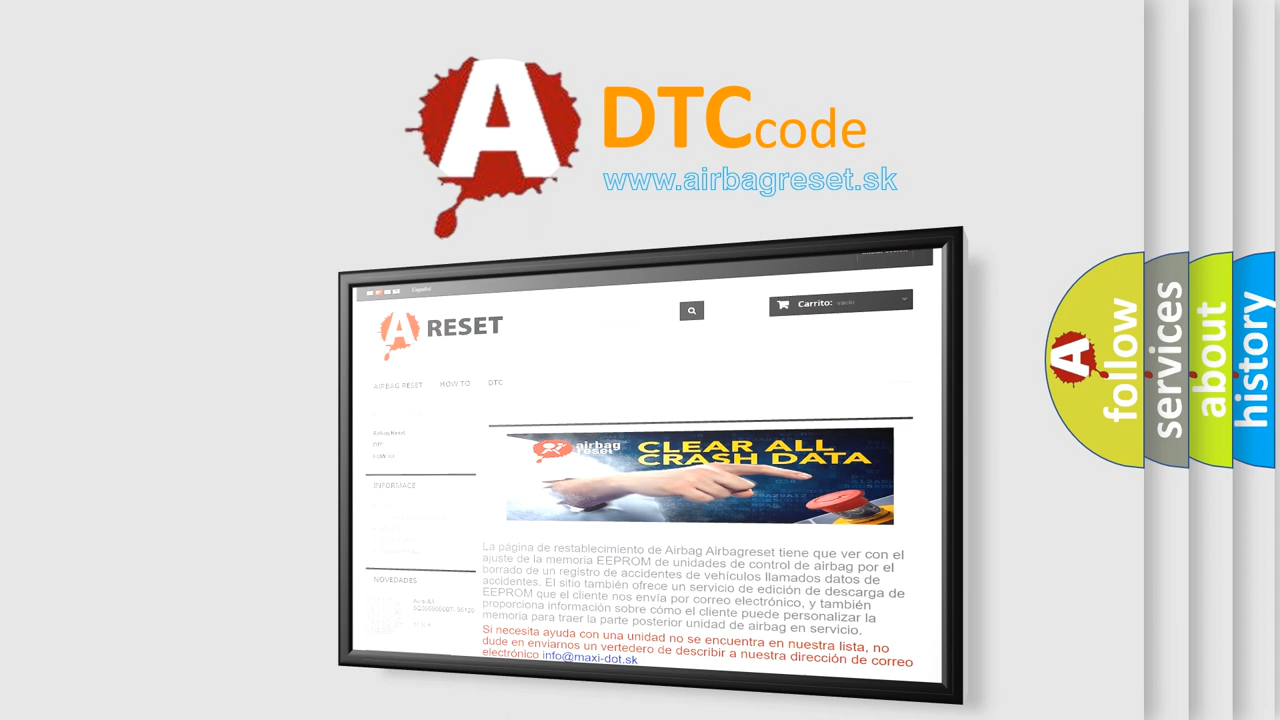 A DTCcode
www.airbagreset.sk
Español
Carrito: vacío
A RESET
AIRBAG RESET HOW TO DTC
Airbag Reset
DTC
INFORMACE
NOVEDADES
airbag
reset
CLEAR ALL
CRASH DATA
La página de restablecimiento de Airbag Airbagreset tiene que ver con el
ajuste de la memoria EEPROM de unidades de control de airbag por el
borrado de un registro de accidentes de vehículos llamados datos de
accidentes. El sitio también ofrece un servicio de edición de descarga de
EEPROM que el cliente nos envía por correo electrónico, y también
proporciona información sobre cómo el cliente puede personalizar la
memoria para traer la parte posterior unidad de airbag en servicio.
Si necesita ayuda con una unidad no se encuentra en nuestra lista, no
dude en enviarnos un vertedero de describir a nuestra dirección de correo
electrónico info@maxi-dot.sk
A follow
services
about
history